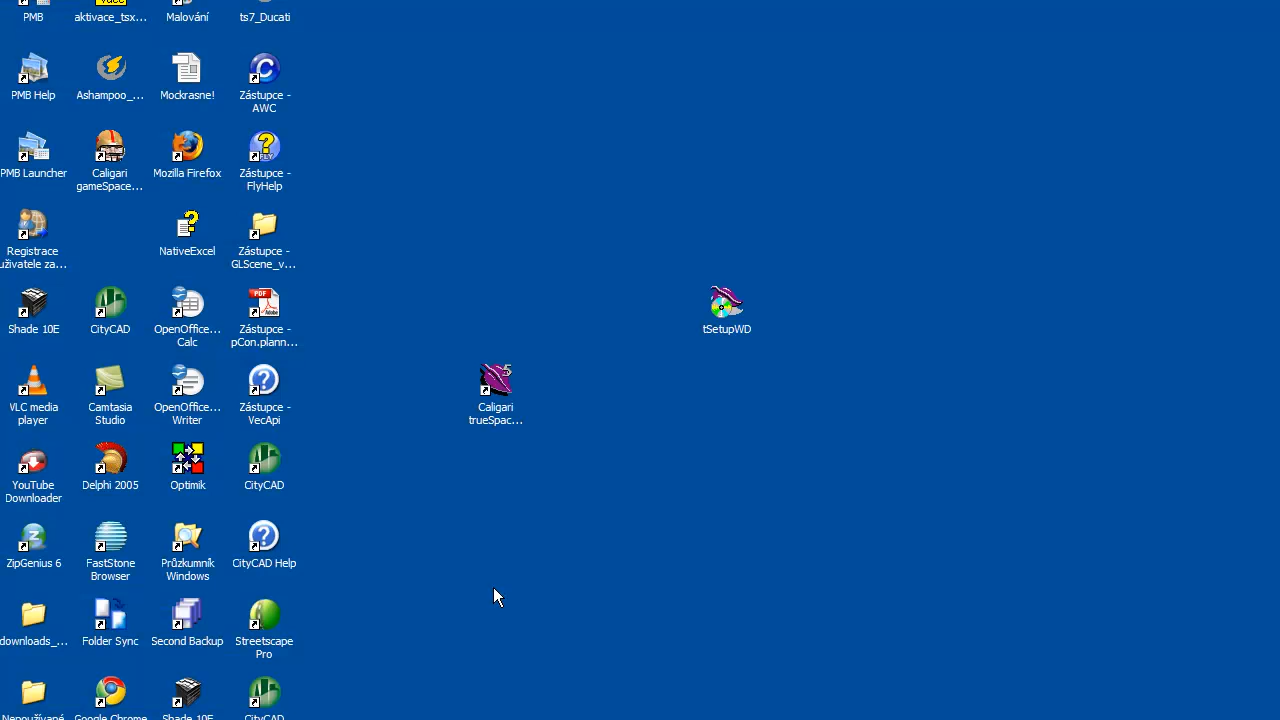 PMB
aktivace_tsx...
Malování
ts7_Ducati
PMB Help
Ashampoo_...
Mockrasne!
Zástupce -
AWC
PMB Launcher
Caligari
gameSpace...
Mozilla Firefox
Zástupce -
FlyHelp
Registrace
uživatele za...
NativeExcel
Zástupce -
GLScene_v...
Shade 10E
CityCAD
OpenOffice...
Calc
Zástupce -
pCon.plann...
tSetupWD
VLC media
player
Camtasia
Studio
OpenOffice...
Writer
Zástupce -
VecApi
Caligari
trueSpac...
YouTube
Downloader
Delphi 2005
Optimik
CityCAD
ZipGenius 6
FastStone
Browser
Průzkumník
Windows
CityCAD Help
downloads_...
Folder Sync
Second Backup
Streetscape
Pro
Nepoužívané
Google Chrome
Shade 10E
CityCAD